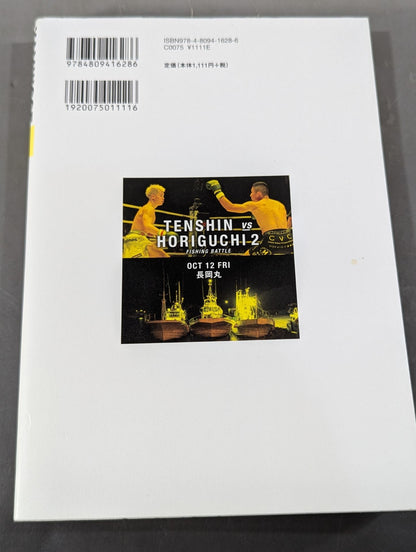 ISBN978-4-8094-1628-6
C0075 ¥1111E
定価(本体1,111円+税)
9784809416286
1920075011116
TENSHIN vs
HORIGUCHI 2
FISHING BATTLE
OCT 12 FRI
長岡丸